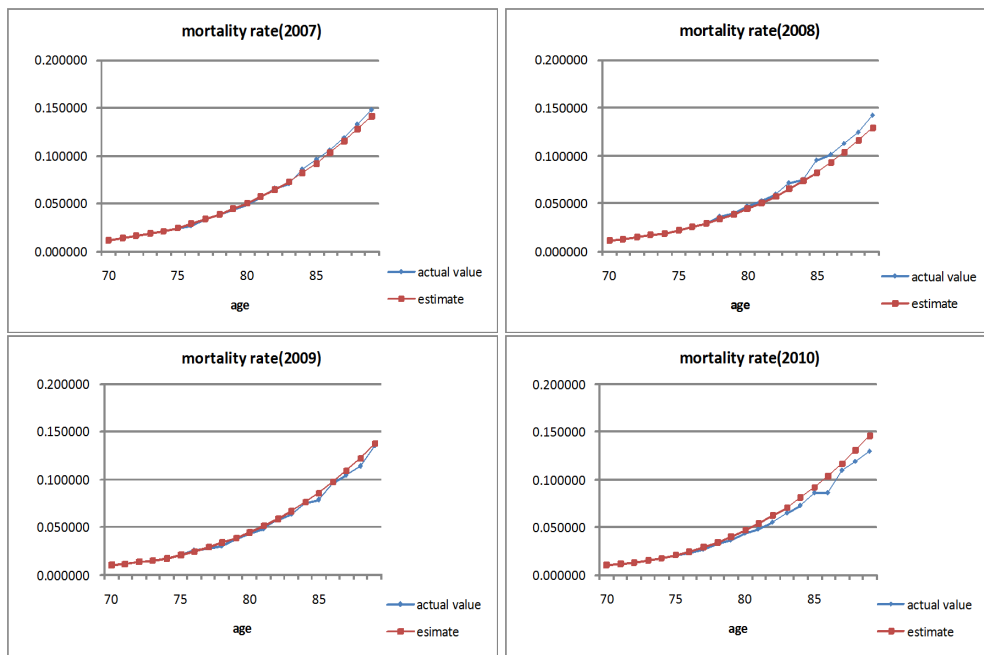 mortality rate(2007)
0.200000
0.150000
0.100000
0.050000
0.000000
70 75 80 85
age
actual value
estimate
mortality rate(2008)
0.200000
0.150000
0.100000
0.050000
0.000000
70 75 80 85
age
actual value
estimate
mortality rate(2009)
0.200000
0.150000
0.100000
0.050000
0.000000
70 75 80 85
age
actual value
esimate
mortality rate(2010)
0.200000
0.150000
0.100000
0.050000
0.000000
70 75 80 85
age
actual value
estimate